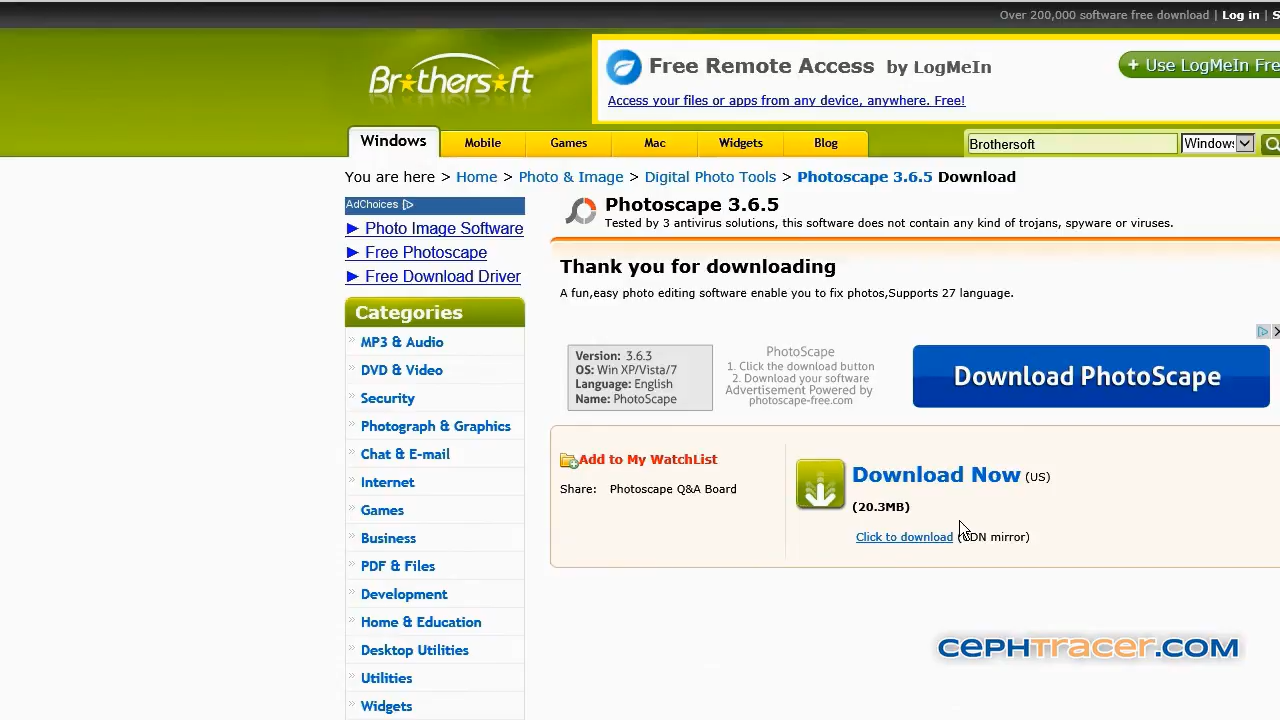 Over 200,000 software free download | Log in | S
Brothersoft
Free Remote Access by LogMeIn
+ Use LogMeIn Fre
Access your files or apps from any device, anywhere. Free!
Windows Mobile Games Mac Widgets Blog
Brothersoft Windows
You are here > Home > Photo & Image > Digital Photo Tools > Photoscape 3.6.5 Download
AdChoices
► Photo Image Software
► Free Photoscape
► Free Download Driver
Photoscape 3.6.5
Tested by 3 antivirus solutions, this software does not contain any kind of trojans, spyware or viruses.
Thank you for downloading
A fun,easy photo editing software enable you to fix photos,Supports 27 language.
Version: 3.6.3
OS: Win XP/Vista/7
Language: English
Name: PhotoScape
PhotoScape
1. Click the download button
2. Download your software
Advertisement Powered by
photoscape-free.com
Download PhotoScape
Add to My WatchList
Share: Photoscape Q&A Board
Download Now (US)
(20.3MB)
Click to download mirror)
Categories
MP3 & Audio
DVD & Video
Security
Photograph & Graphics
Chat & E-mail
Internet
Games
Business
PDF & Files
Development
Home & Education
Desktop Utilities
Utilities
Widgets
CEPHTRACER.COM